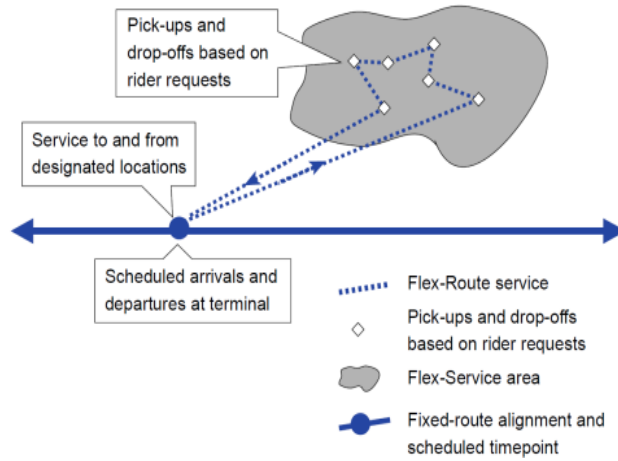 Pick-ups and
drop-offs based on
rider requests
Service to and from
designated locations
Scheduled arrivals and
departures at terminal
Flex-Route service
Pick-ups and drop-offs
based on rider requests
Flex-Service area
Fixed-route alignment and
scheduled timepoint